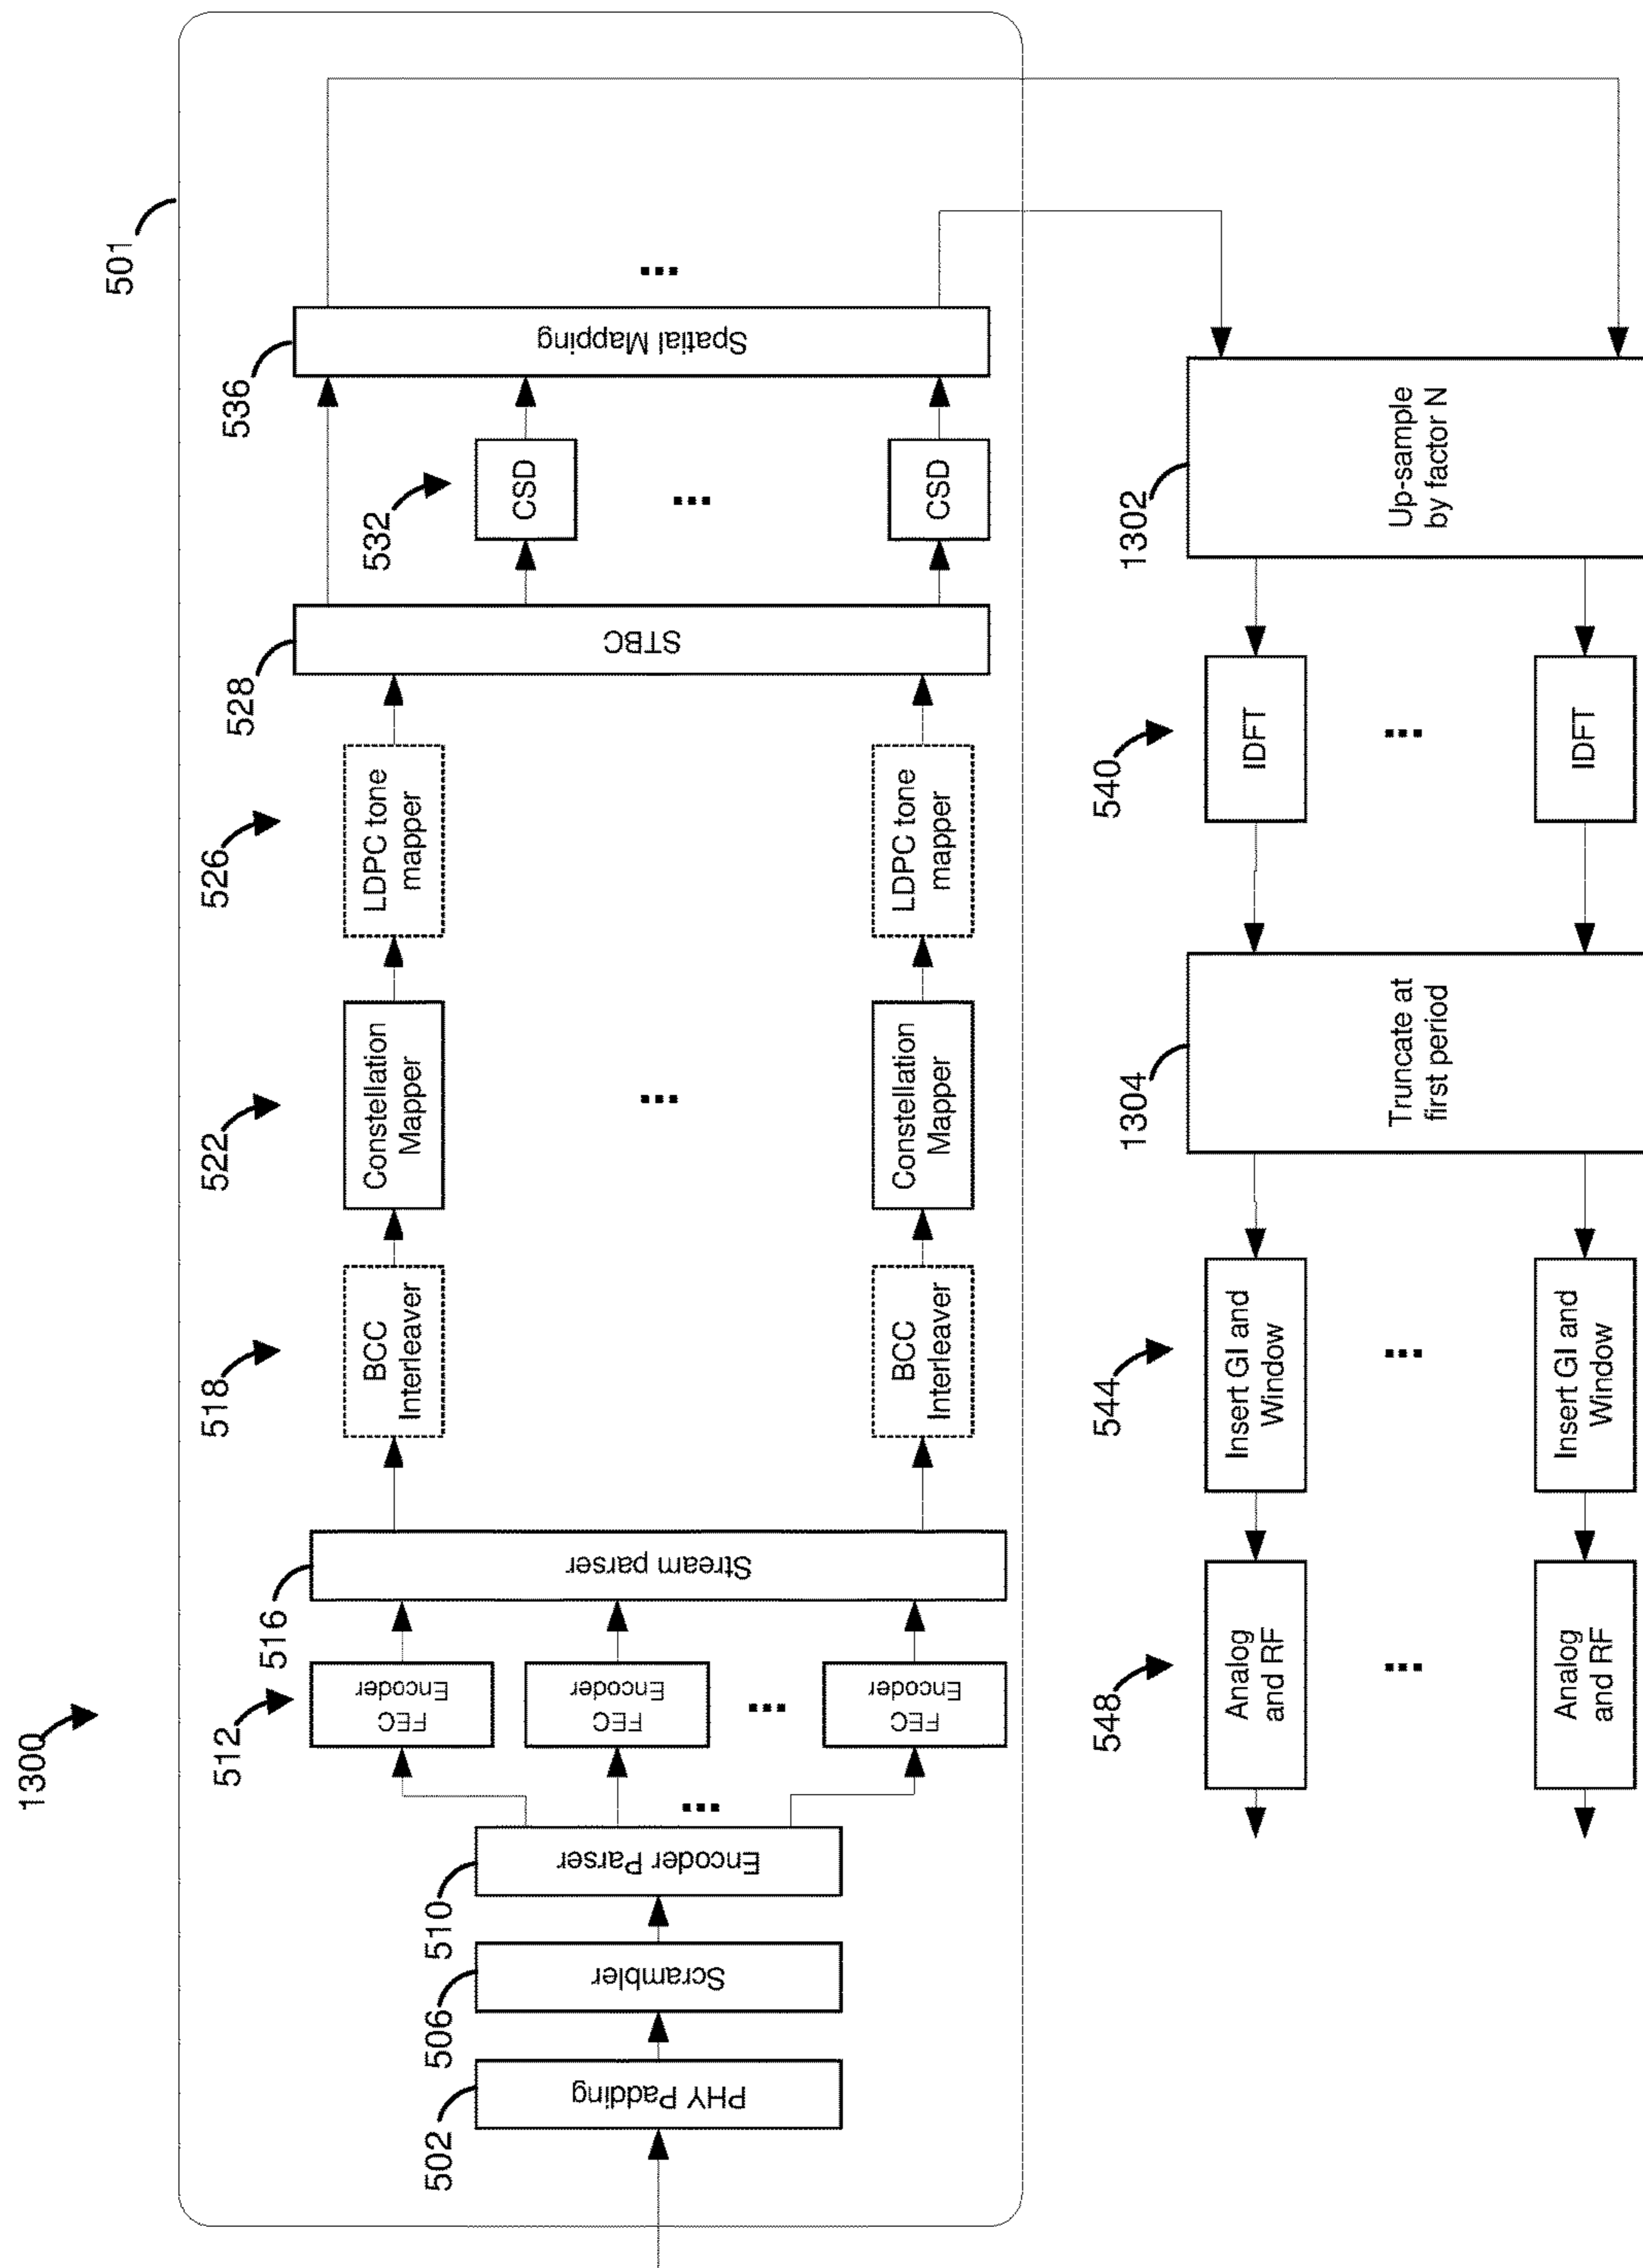 1300
501
502
PHY Padding
506
Scrambler
510
Encoder Parser
...
512
FEC
Encoder
FEC
Encoder
...
FEC
Encoder
516
Stream parser
518
BCC
Interleaver
BCC
Interleaver
522
Constellation
Mapper
...
Constellation
Mapper
526
LDPC tone
mapper
LDPC tone
mapper
528
STBC
532
CSD
...
CSD
536
Spatial Mapping
...
1302
Up-sample
by factor N
540
IDFT
...
IDFT
1304
Truncate at
first period
544
Insert GI and
Window
...
Insert GI and
Window
548
Analog
and RF
...
Analog
and RF